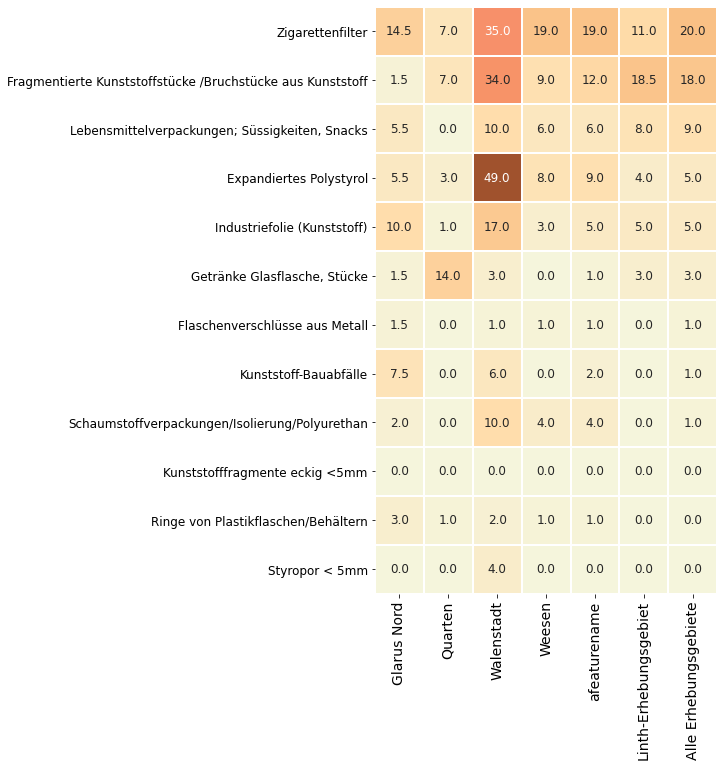 Zigarettenfilter 14.5 7.0 35.0 19.0 19.0 11.0 20.0
Fragmentierte Kunststoffstücke /Bruchstücke aus Kunststoff 1.5 7.0 34.0 9.0 12.0 18.5 18.0
Lebensmittelverpackungen; Süssigkeiten, Snacks 5.5 0.0 10.0 6.0 6.0 8.0 9.0
Expandiertes Polystyrol 5.5 3.0 49.0 8.0 9.0 4.0 5.0
Industriefolie (Kunststoff) 10.0 1.0 17.0 3.0 5.0 5.0 5.0
Getränke Glasflasche, Stücke 1.5 14.0 3.0 0.0 1.0 3.0 3.0
Flaschenverschlüsse aus Metall 1.5 0.0 1.0 1.0 1.0 0.0 1.0
Kunststoff-Bauabfälle 7.5 0.0 6.0 0.0 2.0 0.0 1.0
Schaumstoffverpackungen/Isolierung/Polyurethan 2.0 0.0 10.0 4.0 4.0 0.0 1.0
Kunststofffragmente eckig <5mm 0.0 0.0 0.0 0.0 0.0 0.0 0.0
Ringe von Plastikflaschen/Behältern 3.0 1.0 2.0 1.0 1.0 0.0 0.0
Styropor < 5mm 0.0 0.0 4.0 0.0 0.0 0.0 0.0
Glarus Nord
Quarten
Walenstadt
Weesen
afeaturename
Linth-Erhebungsgebiet
Alle Erhebungsgebiete